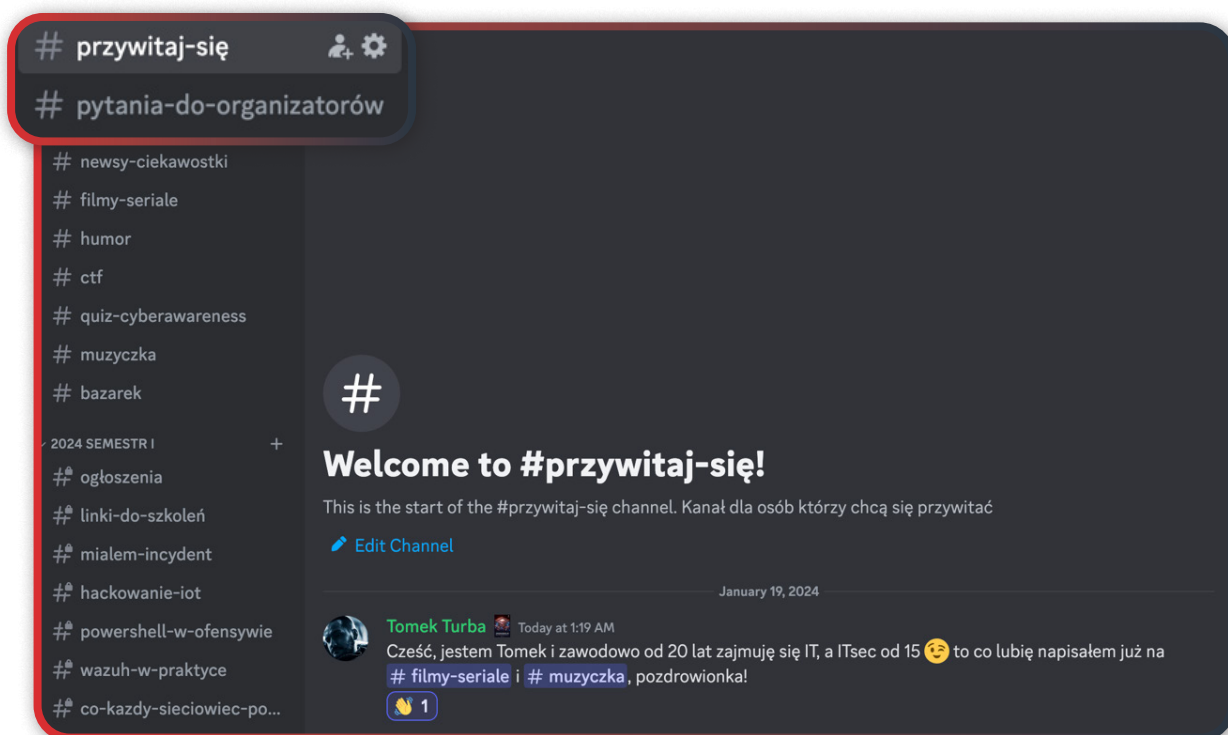 # przywitaj-się
# pytania-do-organizatorów
# newsy-ciekawostki
# filmy-seriale
# humor
# ctf
# quiz-cyberawareness
# muzyczka
# bazarek
2024 SEMESTR I +
# ogłoszenia
# linki-do-szkoleń
# mialem-incydent
# hackowanie-iot
# powershell-w-ofensywie
# wazuh-w-praktyce
# co-kazdy-sieciowiec-po...
#
Welcome to #przywitaj-się!
This is the start of the #przywitaj-się channel. Kanał dla osób którzy chcą się przywitać
Edit Channel
January 19, 2024
Tomek Turba Today at 1:19 AM
Cześć, jestem Tomek i zawodowo od 20 lat zajmuję się IT, a ITsec od 15 😉 to co lubię napisałem już na
# filmy-seriale i # muzyczka, pozdrowionka!
👋 1